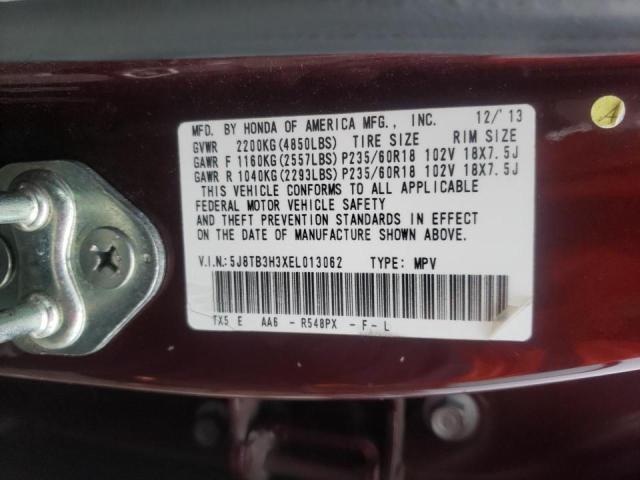 MFD. BY HONDA OF AMERICA MFG., INC. 12/'13
GVWR 2200KG(4850LBS) TIRE SIZE RIM SIZE
GAWR F 1160KG(2557LBS) P235/60R18 102V 18X7.5J
GAWR R 1040KG(2293LBS) P235/60R18 102V 18X7.5J
THIS VEHICLE CONFORMS TO ALL APPLICABLE
FEDERAL MOTOR VEHICLE SAFETY
AND THEFT PREVENTION STANDARDS IN EFFECT
ON THE DATE OF MANUFACTURE SHOWN ABOVE.
V.I.N:5J8TB3H3XEL013062 TYPE: MPV
TX5 E AA6 - R548PX - F - L
A